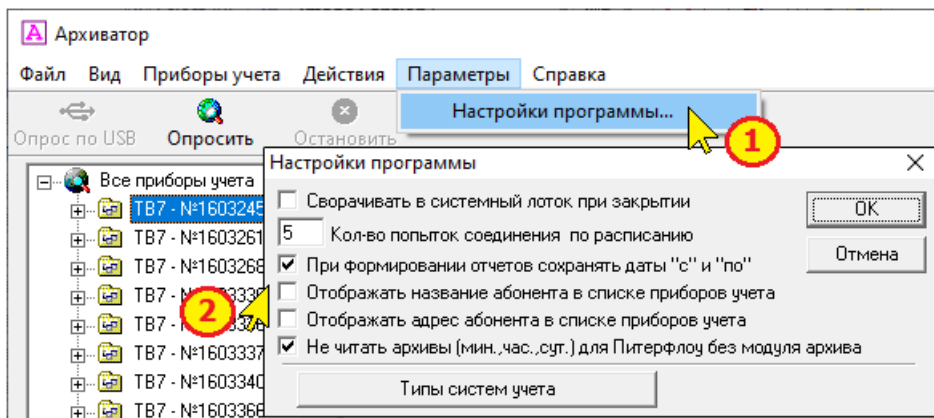 Архиватор
Файл Вид Приборы учета Действия Параметры Справка
Настройки программы...
1
Опрос по USB Опросить Остановить
Настройки программы
Все приборы учета
ТВ7 - №1603245
ТВ7 - №1603261
ТВ7 - №1603268
ТВ7 -
ТВ7 -
ТВ7 - №1603337
ТВ7 - №1603340
ТВ7 - №1603366
2
Сворачивать в системный лоток при закрытии
5 Кол-во попыток соединения по расписанию
При формировании отчетов сохранять даты "с" и "по"
Отображать название абонента в списке приборов учета
Отображать адрес абонента в списке приборов учета
Не читать архивы (мин.,час.,сут.) для Питерфлоу без модуля архива
Типы систем учета
OK
Отмена